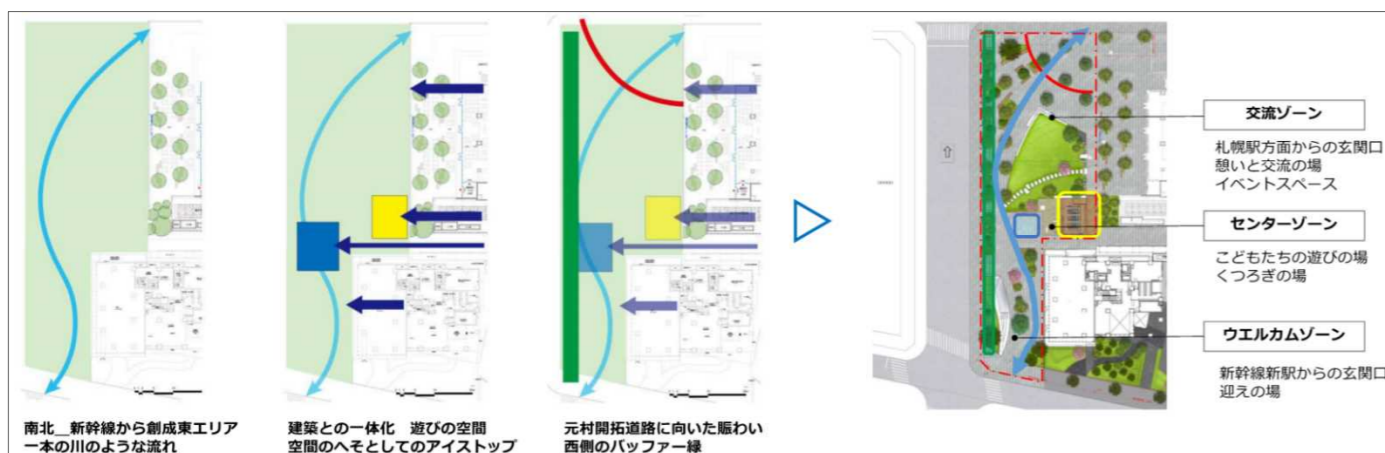 南北__新幹線から創成東エリア
一本の川のような流れ
建築との一体化　遊びの空間
空間のへそとしてのアイストップ
元村開拓道路に向いた賑わい
西側のバッファー緑
交流ゾーン
札幌駅方面からの玄関口
憩いと交流の場
イベントスペース
センターゾーン
こどもたちの遊びの場
くつろぎの場
ウエルカムゾーン
新幹線新駅からの玄関口
迎えの場